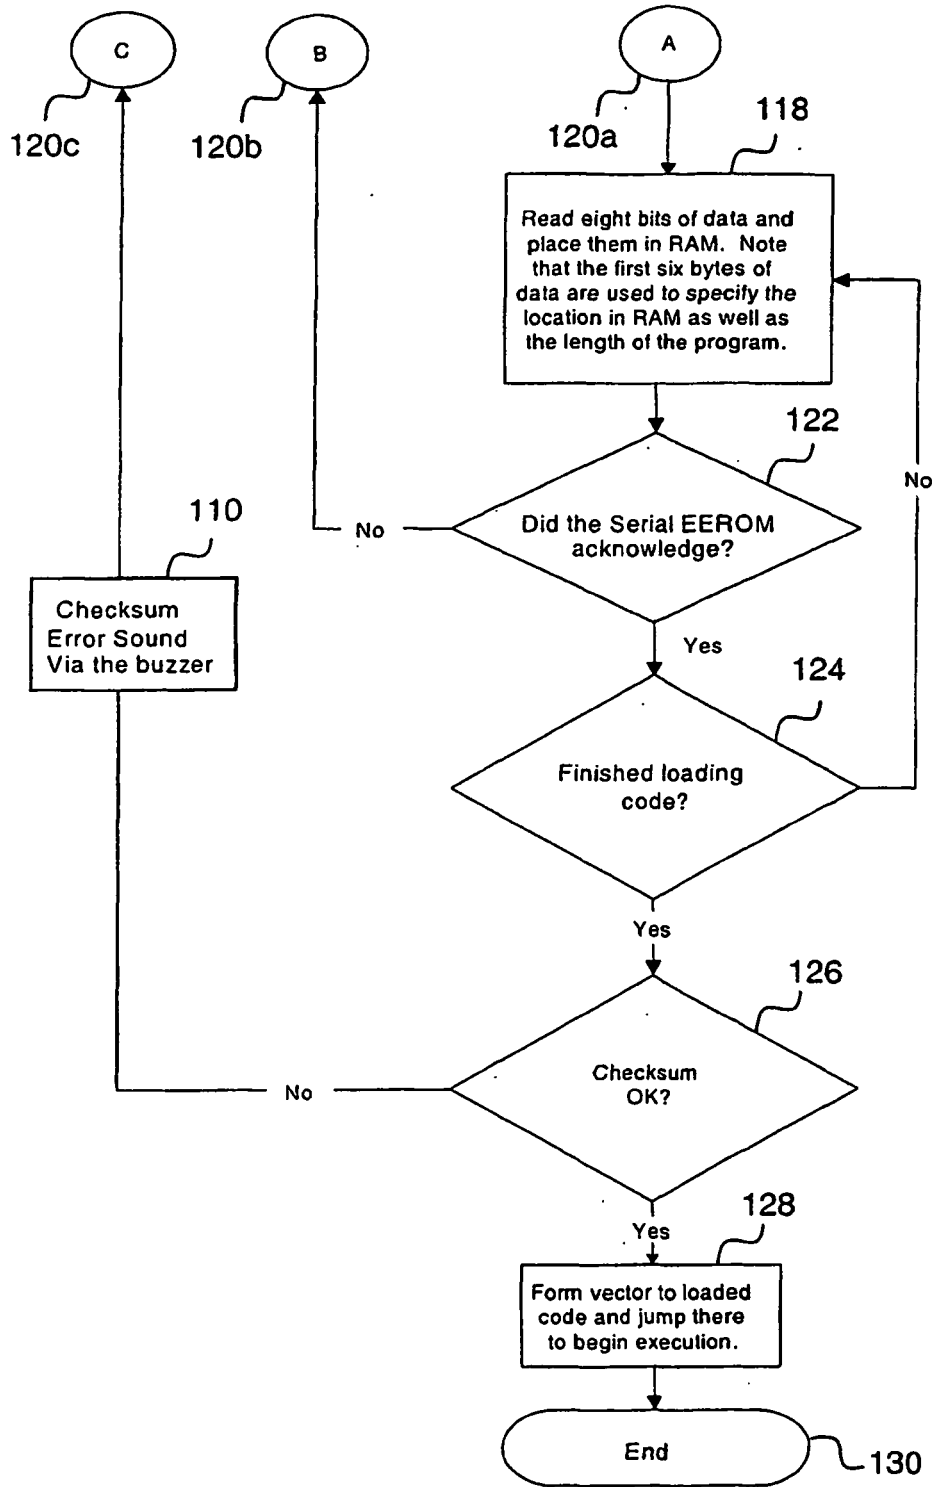 C
B
A
120c
120b
120a
118
Read eight bits of data and
place them in RAM. Note
that the first six bytes of
data are used to specify the
location in RAM as well as
the length of the program.
122
No
Did the Serial EEROM
acknowledge?
No
110
Checksum
Error Sound
Via the buzzer
Yes
124
Finished loading
code?
Yes
126
Checksum
OK?
No
128
Yes
Form vector to loaded
code and jump there
to begin execution.
End
130